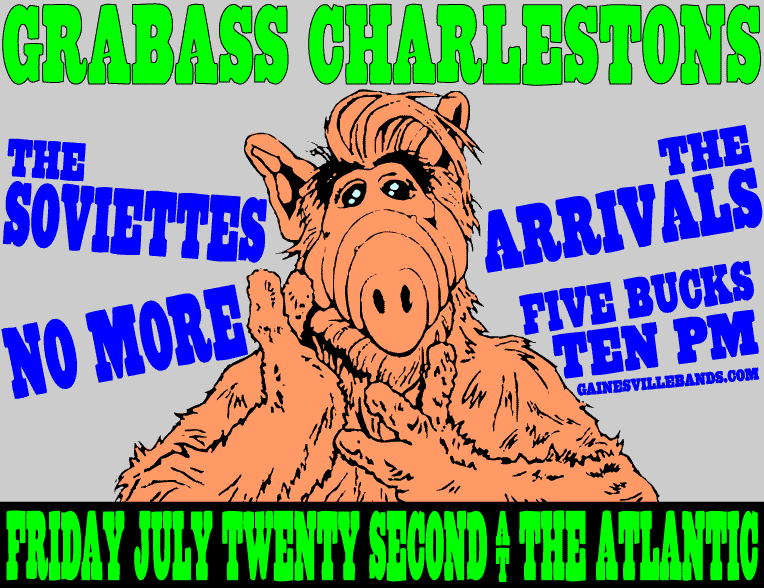 GRABASS CHARLESTONS
THE
SOVIETTES
NO MORE
THE
ARRIVALS
FIVE BUCKS
TEN PM
GAINESVILLEBANDS.COM
FRIDAY JULY TWENTY SECOND AT THE ATLANTIC